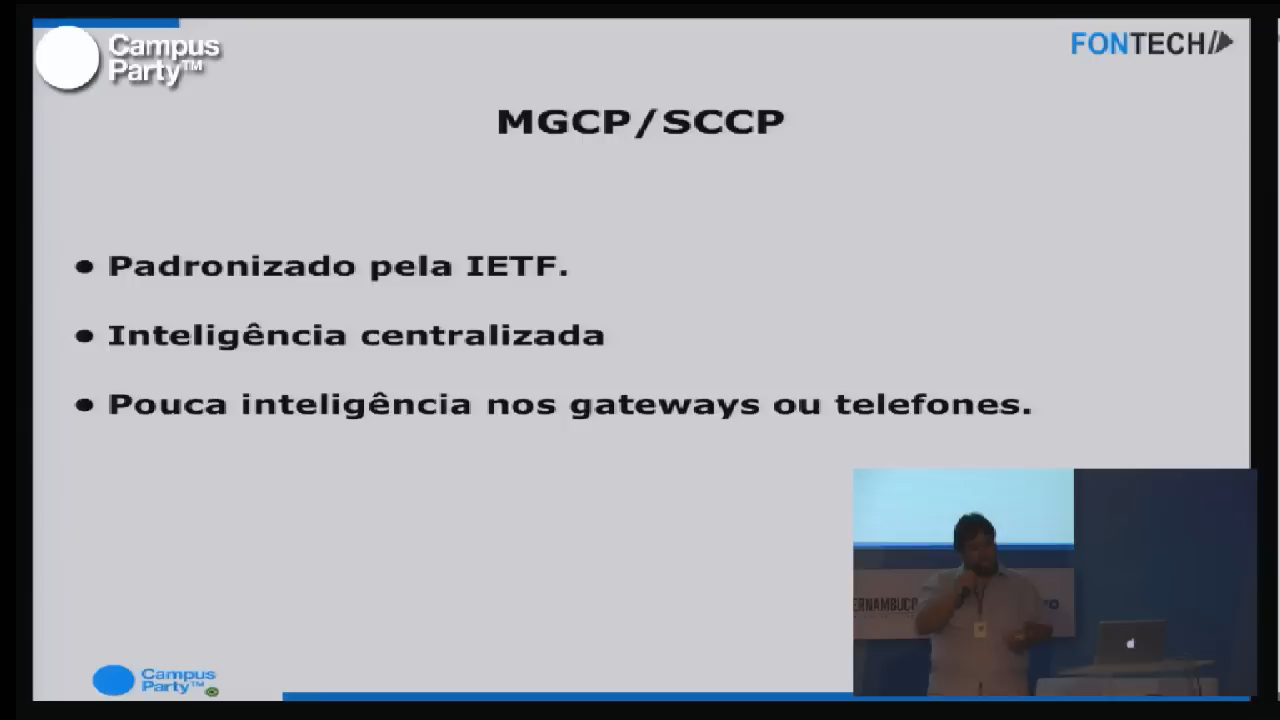 Campus
Party™
FONTECH
MGCP/SCCP
• Padronizado pela IETF.
• Inteligência centralizada
• Pouca inteligência nos gateways ou telefones.
Campus
Party™